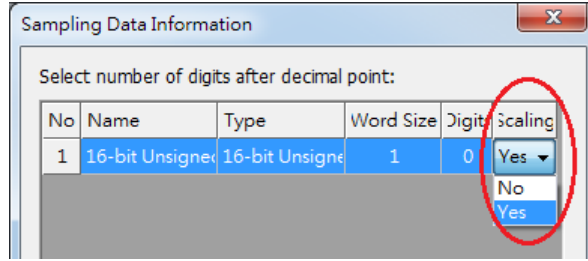 Sampling Data Information
x
Select number of digits after decimal point:
No Name Type Word Size Digit Scaling
1 16-bit Unsigned 16-bit Unsigne 1 0 Yes
No
Yes